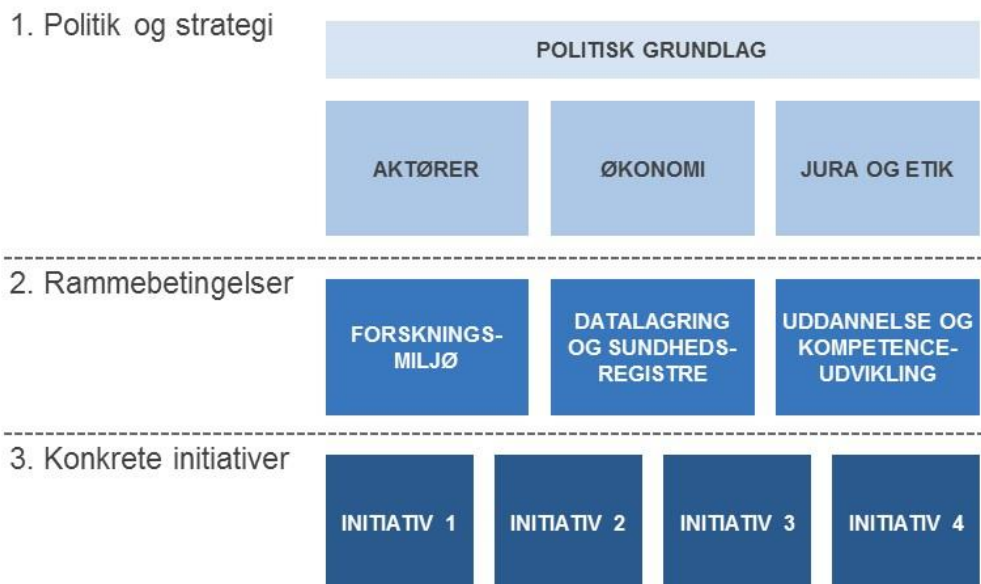 1. Politik og strategi
POLITISK GRUNDLAG
AKTØRER
ØKONOMI
JURA OG ETIK
2. Rammebetingelser
FORSKNINGS-
MILJØ
DATALAGRING
OG SUNDHEDS-
REGISTRE
UDDANNELSE OG
KOMPETENCE-
UDVIKLING
3. Konkrete initiativer
INITIATIV 1
INITIATIV 2
INITIATIV 3
INITIATIV 4